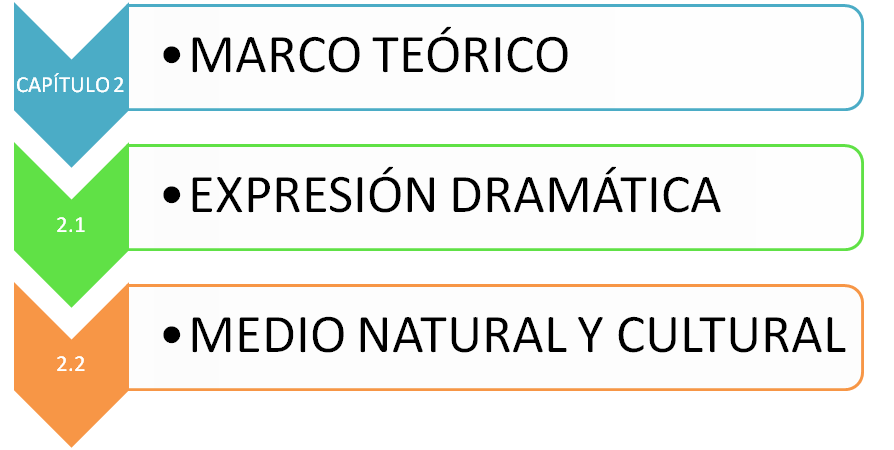 CAPÍTULO 2
•MARCO TEÓRICO
2.1
•EXPRESIÓN DRAMÁTICA
2.2
•MEDIO NATURAL Y CULTURAL